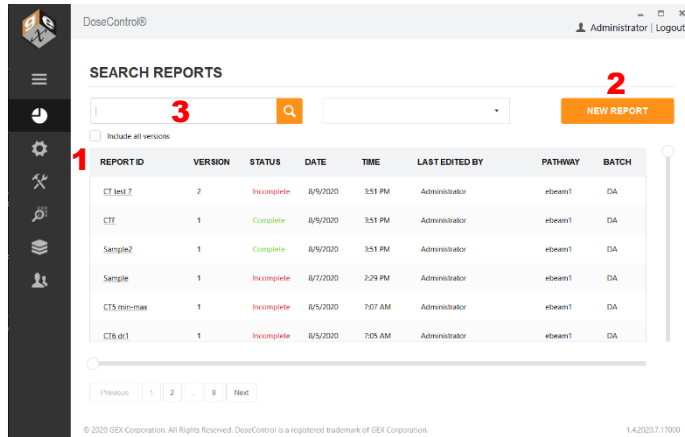 gex
DoseControl®
Administrator | Logout
SEARCH REPORTS
2
3
NEW REPORT
Include all versions
1
REPORT ID VERSION STATUS DATE TIME LAST EDITED BY PATHWAY BATCH
CT test 7 2 Incomplete 8/9/2020 3:51 PM Administrator ebeam1 DA
CTF 1 Complete 8/9/2020 3:51 PM Administrator ebeam1 DA
Sample2 1 Complete 8/9/2020 3:51 PM Administrator ebeam1 DA
Sample 1 Incomplete 8/7/2020 2:29 PM Administrator ebeam1 DA
CT5 min-max 1 Incomplete 8/5/2020 7:07 AM Administrator ebeam1 DA
CT6 dr1 1 Incomplete 8/5/2020 7:05 AM Administrator ebeam1 DA
Previous 1 2 ... 8 Next
© 2020 GEX Corporation. All Rights Reserved. DoseControl is a registered trademark of GEX Corporation. 1.4.2020.7.17000